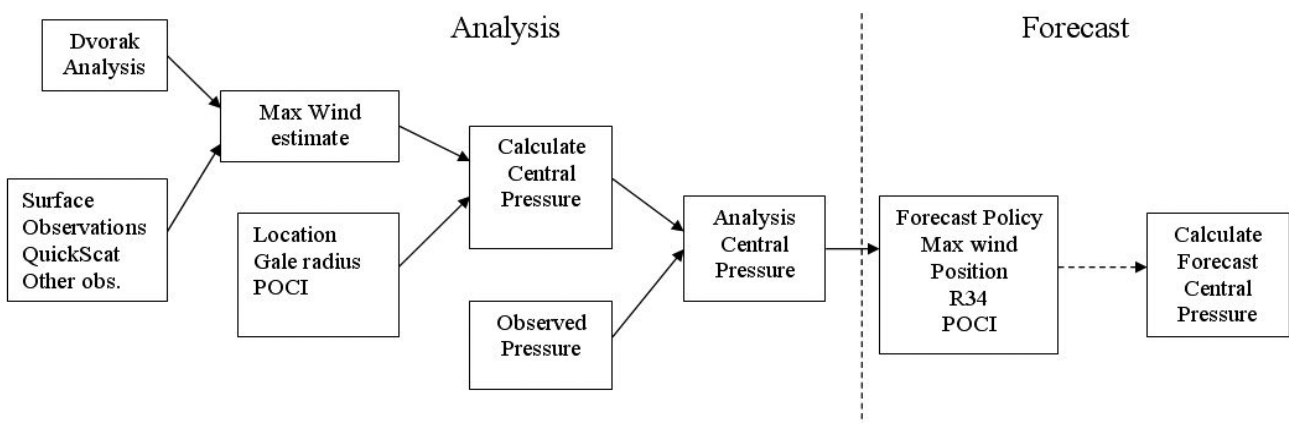 Analysis
Forecast
Dvorak
Analysis
Max Wind
estimate
Surface
Observations
QuickScat
Other obs.
Location
Gale radius
POCI
Calculate
Central
Pressure
Observed
Pressure
Analysis
Central
Pressure
Forecast Policy
Max wind
Position
R34
POCI
Calculate
Forecast
Central
Pressure